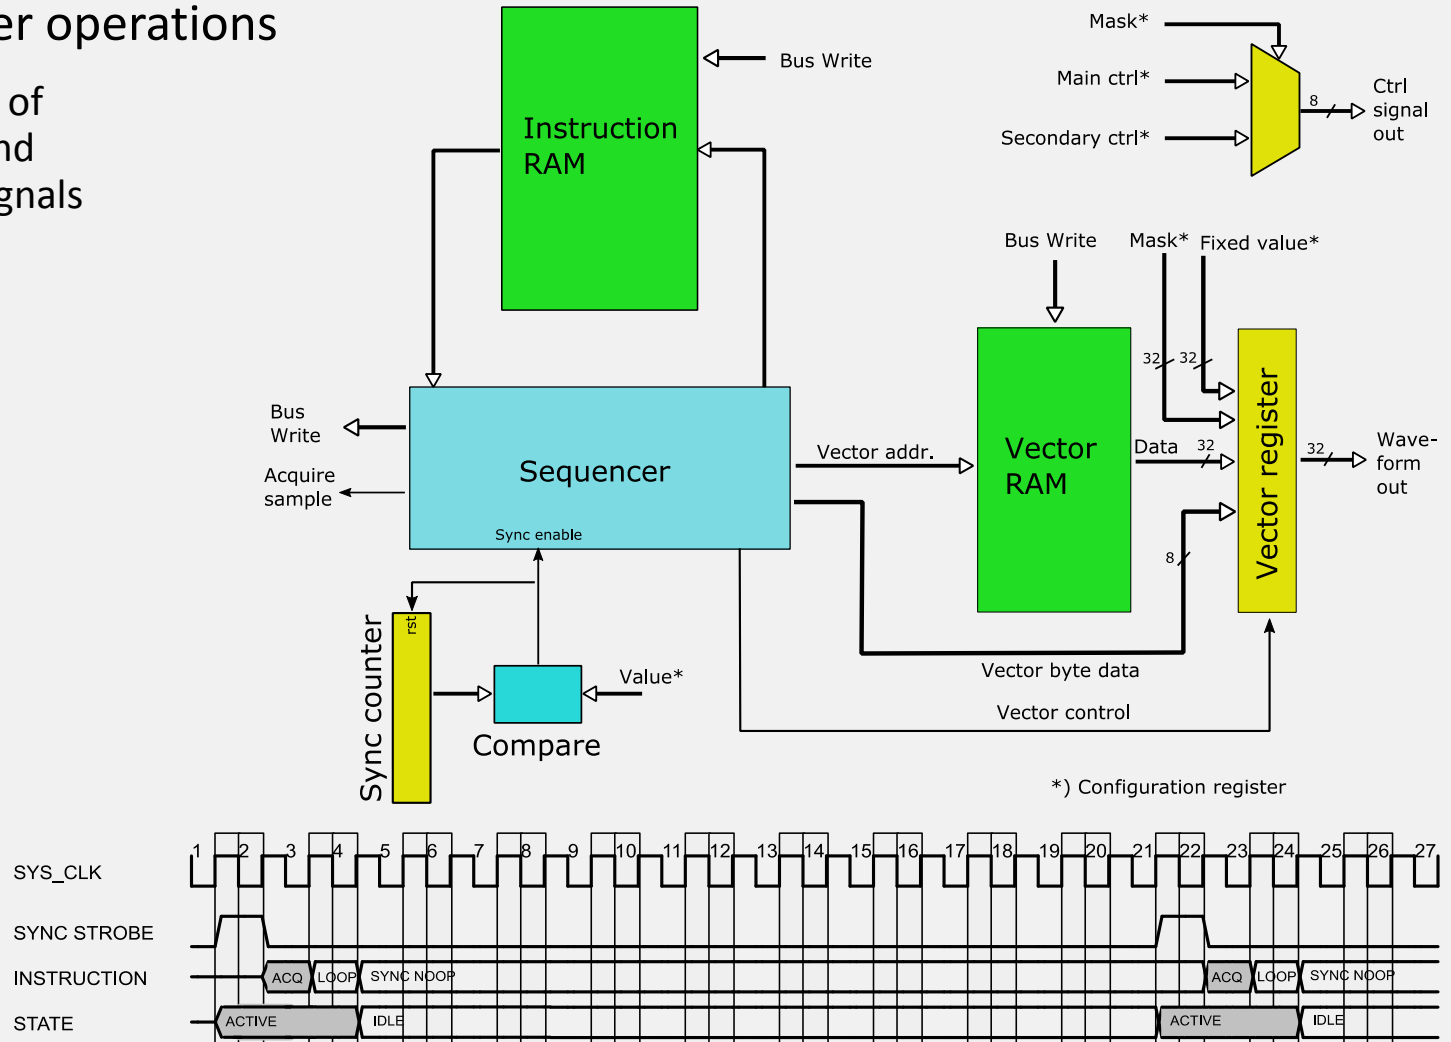 er operations
of
nd
gnals
Instruction
RAM
Bus Write
Mask*
Main ctrl*
Secondary ctrl*
8
Ctrl
signal
out
Bus Write
Mask*
Fixed value*
32
32
Bus
Write
Acquire
sample
Sequencer
Sync enable
Vector addr.
Vector
RAM
Data
32
Vector register
32
Wave-
form
out
8
Sync counter
rst
Compare
Value*
Vector byte data
Vector control
*) Configuration register
SYS_CLK
1 2 3 4 5 6 7 8 9 10 11 12 13 14 15 16 17 18 19 20 21 22 23 24 25 26 27
SYNC STROBE
INSTRUCTION
ACQ LOOP SYNC NOOP ACQ LOOP SYNC NOOP
STATE
ACTIVE IDLE ACTIVE IDLE